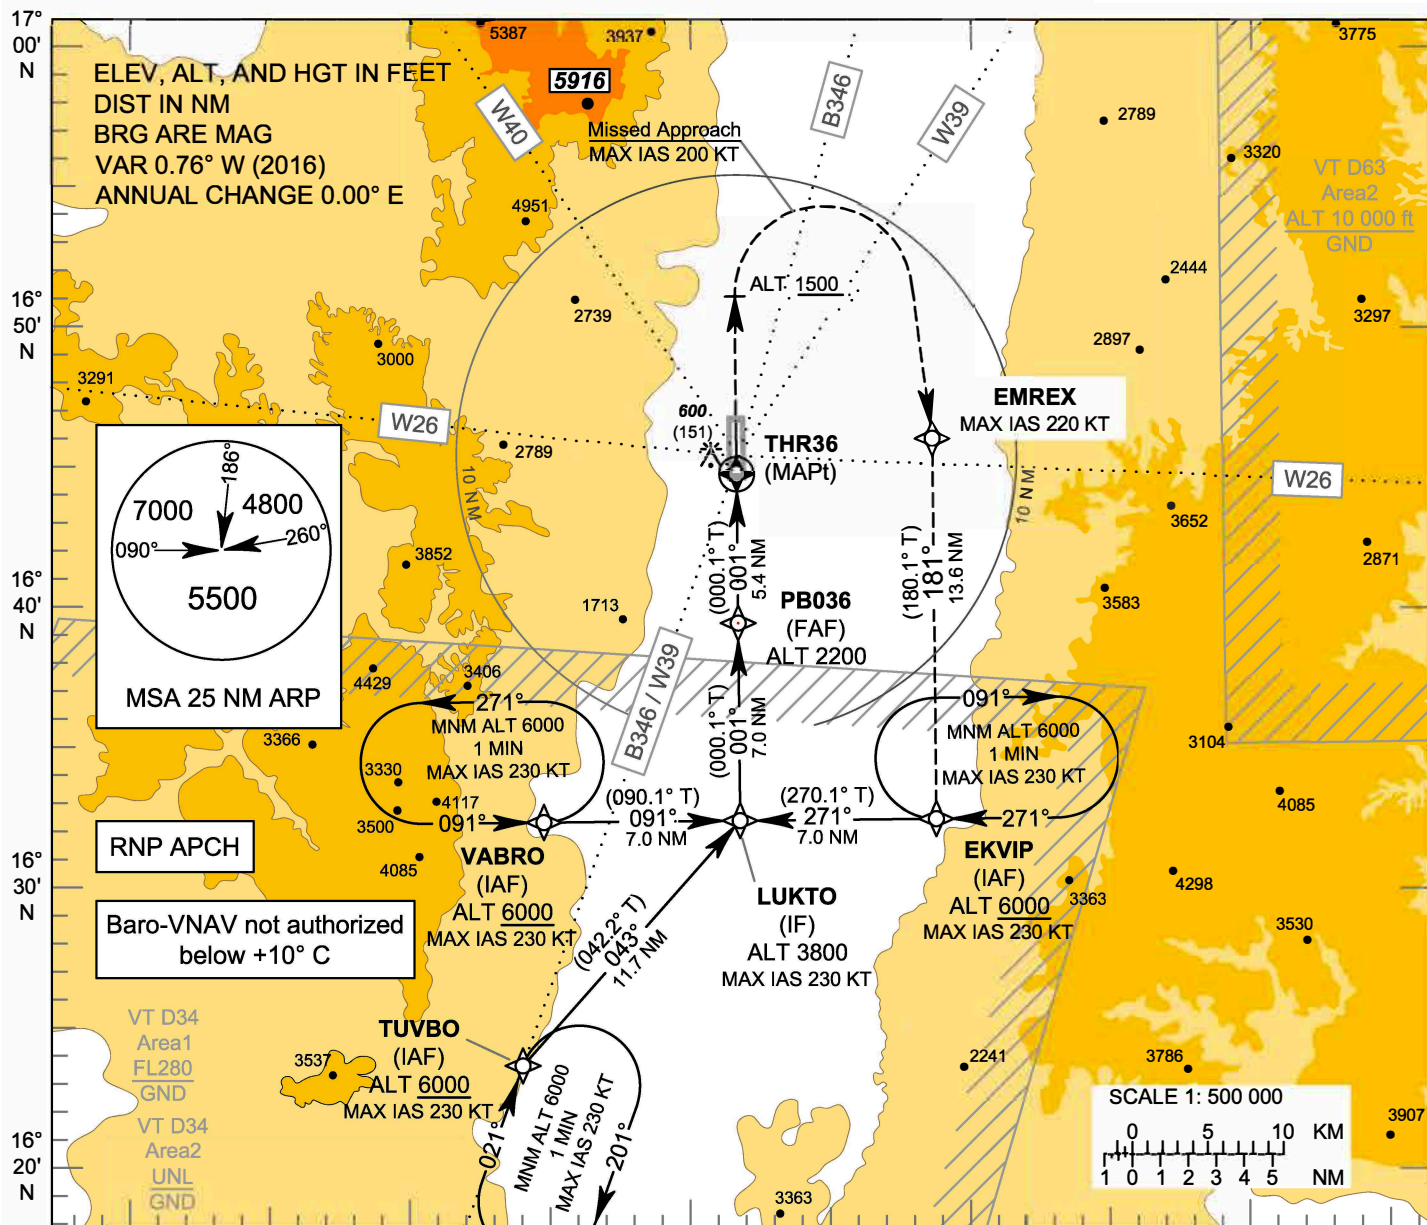 17°
00'
N
5387
3937
3775
ELEV, ALT, AND HGT IN FEET
DIST IN NM
BRG ARE MAG
VAR 0.76° W (2016)
ANNUAL CHANGE 0.00° E
5916
W40
B346
W39
Missed Approach
MAX IAS 200 KT
2789
3320
VT D63
Area2
ALT 10 000 ft
GND
4951
2444
16°
50'
N
ALT 1500
2739
3297
3000
2897
3291
W26
EMREX
MAX IAS 220 KT
600
(151)
THR36
(MAPt)
2789
W26
10 NM
10 NM
186°
7000
4800
090°
260°
5500
MSA 25 NM ARP
3652
2871
3852
(000.1° T)
001°
5.4 NM
(180.1° T)
181°
13.6 NM
16°
40'
N
1713
PB036
(FAF)
ALT 2200
3583
4429
3406
B346 / W39
(000.1° T)
001°
7.0 NM
271°
MNM ALT 6000
1 MIN
MAX IAS 230 KT
091°
091°
MNM ALT 6000
1 MIN
MAX IAS 230 KT
271°
3366
3104
3330
4117
3500
4085
(090.1° T)
091°
7.0 NM
(270.1° T)
271°
7.0 NM
RNP APCH
4085
VABRO
(IAF)
ALT 6000
MAX IAS 230 KT
EKVIP
(IAF)
ALT 6000
MAX IAS 230 KT
16°
30'
N
4298
3363
LUKTO
(IF)
ALT 3800
MAX IAS 230 KT
Baro-VNAV not authorized
below +10° C
3530
(042.2° T)
043°
11.7 NM
VT D34
Area1
FL280
GND
TUVBO
(IAF)
ALT 6000
MAX IAS 230 KT
3537
2241
3786
021°
MNM ALT 6000
1 MIN
MAX IAS 230 KT
201°
SCALE 1: 500 000
0 5 10 KM
1 0 1 2 3 4 5 NM
3907
VT D34
Area2
UNL
GND
16°
20'
N
3363